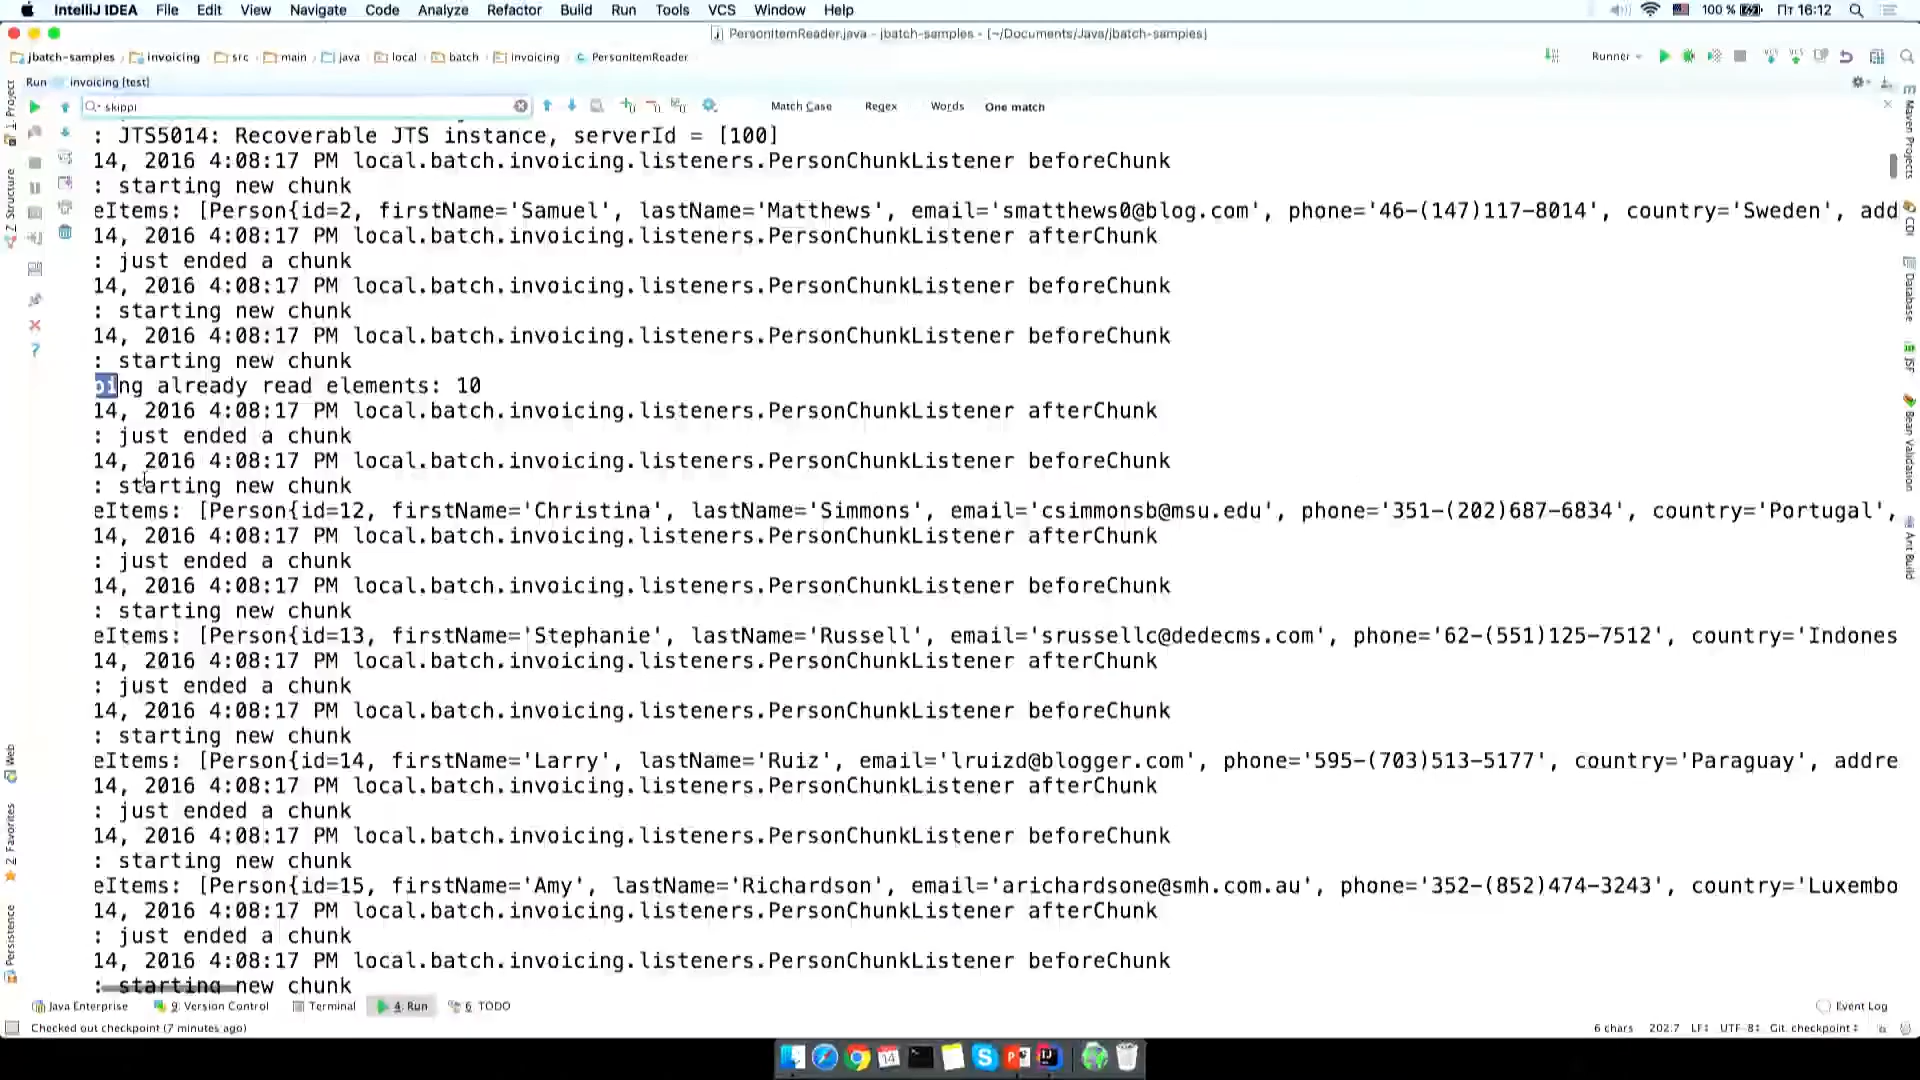 IntelliJ IDEA File Edit View Navigate Code Analyze Refactor Build Run Tools VCS Window Help 100 % Пт 16:12
PersonItemReader.java - jbatch-samples - [~/Documents/Java/jbatch-samples]
jbatch-samples invoicing src main java local batch invoicing PersonItemReader Runner
Run invoicing [test]
skippi Match Case Regex Words One match
: JTS5014: Recoverable JTS instance, serverId = [100]
14, 2016 4:08:17 PM local.batch.invoicing.listeners.PersonChunkListener beforeChunk
: starting new chunk
eItems: [Person{id=2, firstName='Samuel', lastName='Matthews', email='smatthews0@blog.com', phone='46-(147)117-8014', country='Sweden', add
14, 2016 4:08:17 PM local.batch.invoicing.listeners.PersonChunkListener afterChunk
: just ended a chunk
14, 2016 4:08:17 PM local.batch.invoicing.listeners.PersonChunkListener beforeChunk
: starting new chunk
14, 2016 4:08:17 PM local.batch.invoicing.listeners.PersonChunkListener beforeChunk
: starting new chunk
ping already read elements: 10
14, 2016 4:08:17 PM local.batch.invoicing.listeners.PersonChunkListener afterChunk
: just ended a chunk
14, 2016 4:08:17 PM local.batch.invoicing.listeners.PersonChunkListener beforeChunk
: starting new chunk
eItems: [Person{id=12, firstName='Christina', lastName='Simmons', email='csimmonsb@msu.edu', phone='351-(202)687-6834', country='Portugal',
14, 2016 4:08:17 PM local.batch.invoicing.listeners.PersonChunkListener afterChunk
: just ended a chunk
14, 2016 4:08:17 PM local.batch.invoicing.listeners.PersonChunkListener beforeChunk
: starting new chunk
eItems: [Person{id=13, firstName='Stephanie', lastName='Russell', email='srussellc@dedecms.com', phone='62-(551)125-7512', country='Indones
14, 2016 4:08:17 PM local.batch.invoicing.listeners.PersonChunkListener afterChunk
: just ended a chunk
14, 2016 4:08:17 PM local.batch.invoicing.listeners.PersonChunkListener beforeChunk
: starting new chunk
eItems: [Person{id=14, firstName='Larry', lastName='Ruiz', email='lruizd@blogger.com', phone='595-(703)513-5177', country='Paraguay', addre
14, 2016 4:08:17 PM local.batch.invoicing.listeners.PersonChunkListener afterChunk
: just ended a chunk
14, 2016 4:08:17 PM local.batch.invoicing.listeners.PersonChunkListener beforeChunk
: starting new chunk
eItems: [Person{id=15, firstName='Amy', lastName='Richardson', email='arichardsone@smh.com.au', phone='352-(852)474-3243', country='Luxembo
14, 2016 4:08:17 PM local.batch.invoicing.listeners.PersonChunkListener afterChunk
: just ended a chunk
14, 2016 4:08:17 PM local.batch.invoicing.listeners.PersonChunkListener beforeChunk
: starting new chunk
1: Project
Z: Structure
Web
2: Favorites
Persistence
Maven Projects
CDI
Database
JSF
Bean Validation
Ant Build
Java Enterprise 9: Version Control Terminal 4: Run 6: TODO Event Log
Checked out checkpoint (7 minutes ago) 6 chars 202:7 LF÷ UTF-8÷ Git: checkpoint÷